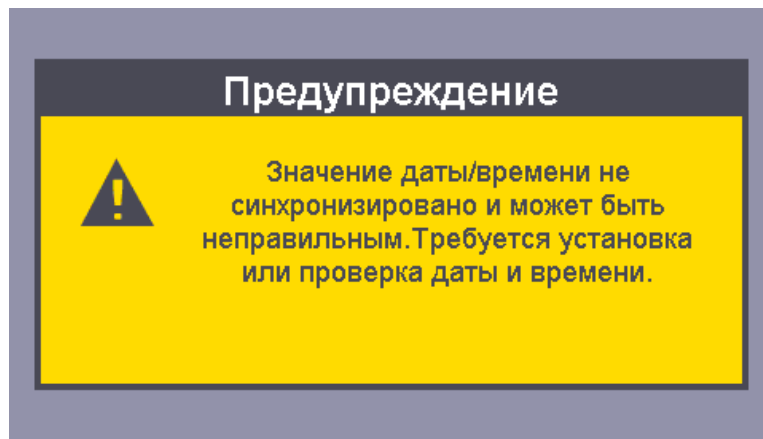 Предупреждение
Значение даты/времени не
синхронизировано и может быть
неправильным.Требуется установка
или проверка даты и времени.